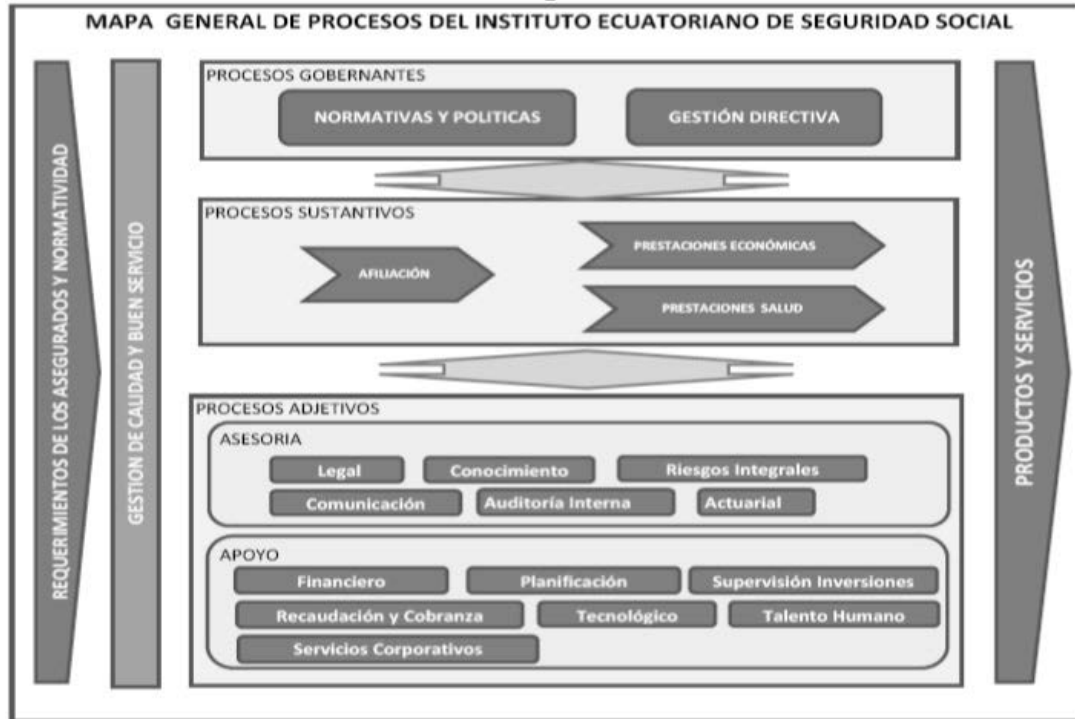 MAPA GENERAL DE PROCESOS DEL INSTITUTO ECUATORIANO DE SEGURIDAD SOCIAL
REQUERIMIENTOS DE LOS ASEGURADOS Y NORMATIVIDAD
GESTION DE CALIDAD Y BUEN SERVICIO
PROCESOS GOBERNANTES
NORMATIVAS Y POLITICAS
GESTIÓN DIRECTIVA
PROCESOS SUSTANTIVOS
AFILIACIÓN
PRESTACIONES ECONÓMICAS
PRESTACIONES SALUD
PROCESOS ADJETIVOS
ASESORIA
Legal
Conocimiento
Riesgos Integrales
Comunicación
Auditoría Interna
Actuarial
APOYO
Financiero
Planificación
Supervisión Inversiones
Recaudación y Cobranza
Tecnológico
Talento Humano
Servicios Corporativos
PRODUCTOS Y SERVICIOS